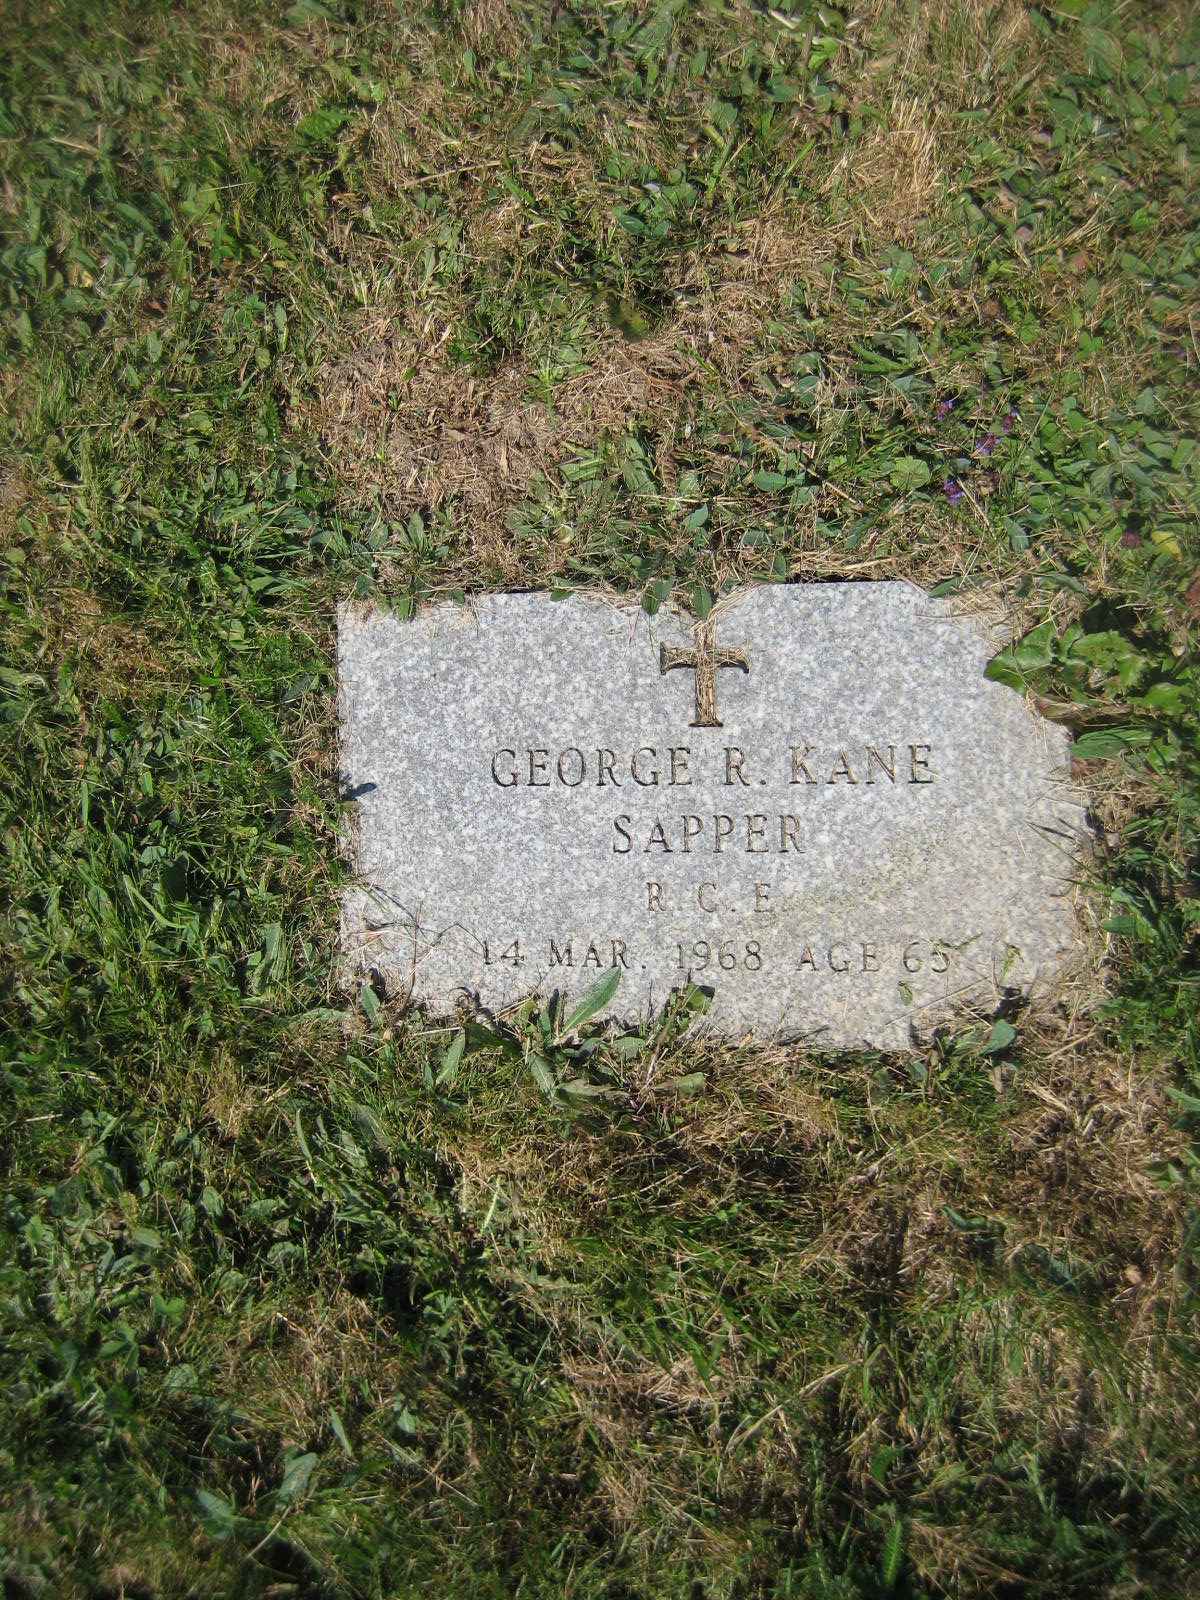 GEORGE R. KANE
SAPPER
R. C. E.
14 MAR. 1968 AGE 65